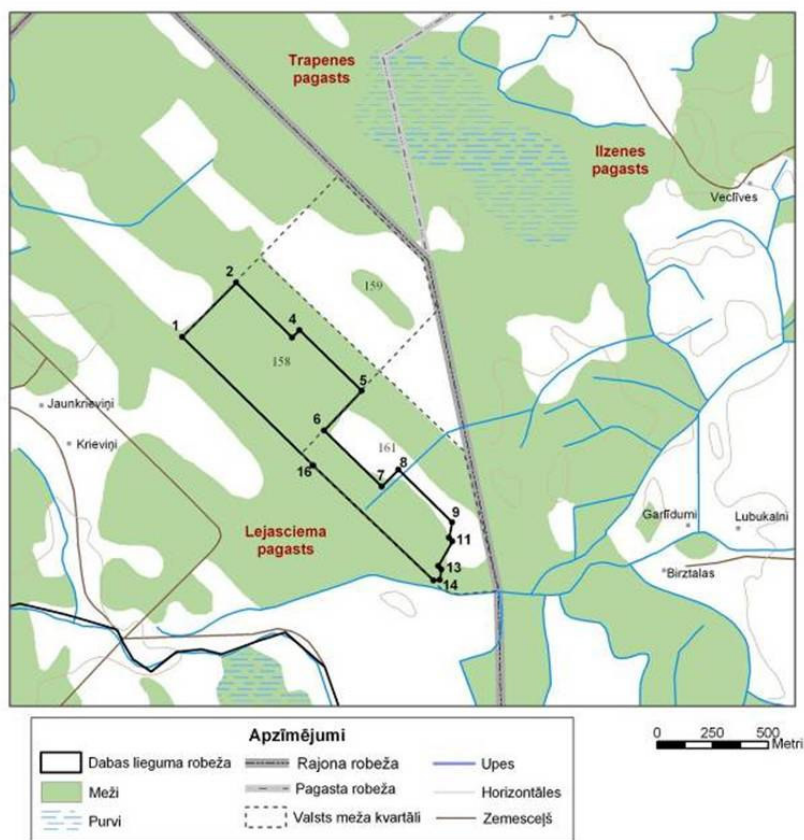 Trapenes
pagasts
Ilzenes
pagasts
Veclīves
2
159
1
4
158
5
Jaunkrieviņi
6
Krieviņi
161
8
16
7
9
Garlīdumi
Lubukalni
Lejasciema
pagasts
11
13
Birztalas
14
Apzīmējumi
Dabas lieguma robeža
Rajona robeža
Upes
Meži
Pagasta robeža
Horizontāles
Purvi
Valsts meža kvartāli
Zemesceļš
0 250 500
Metri